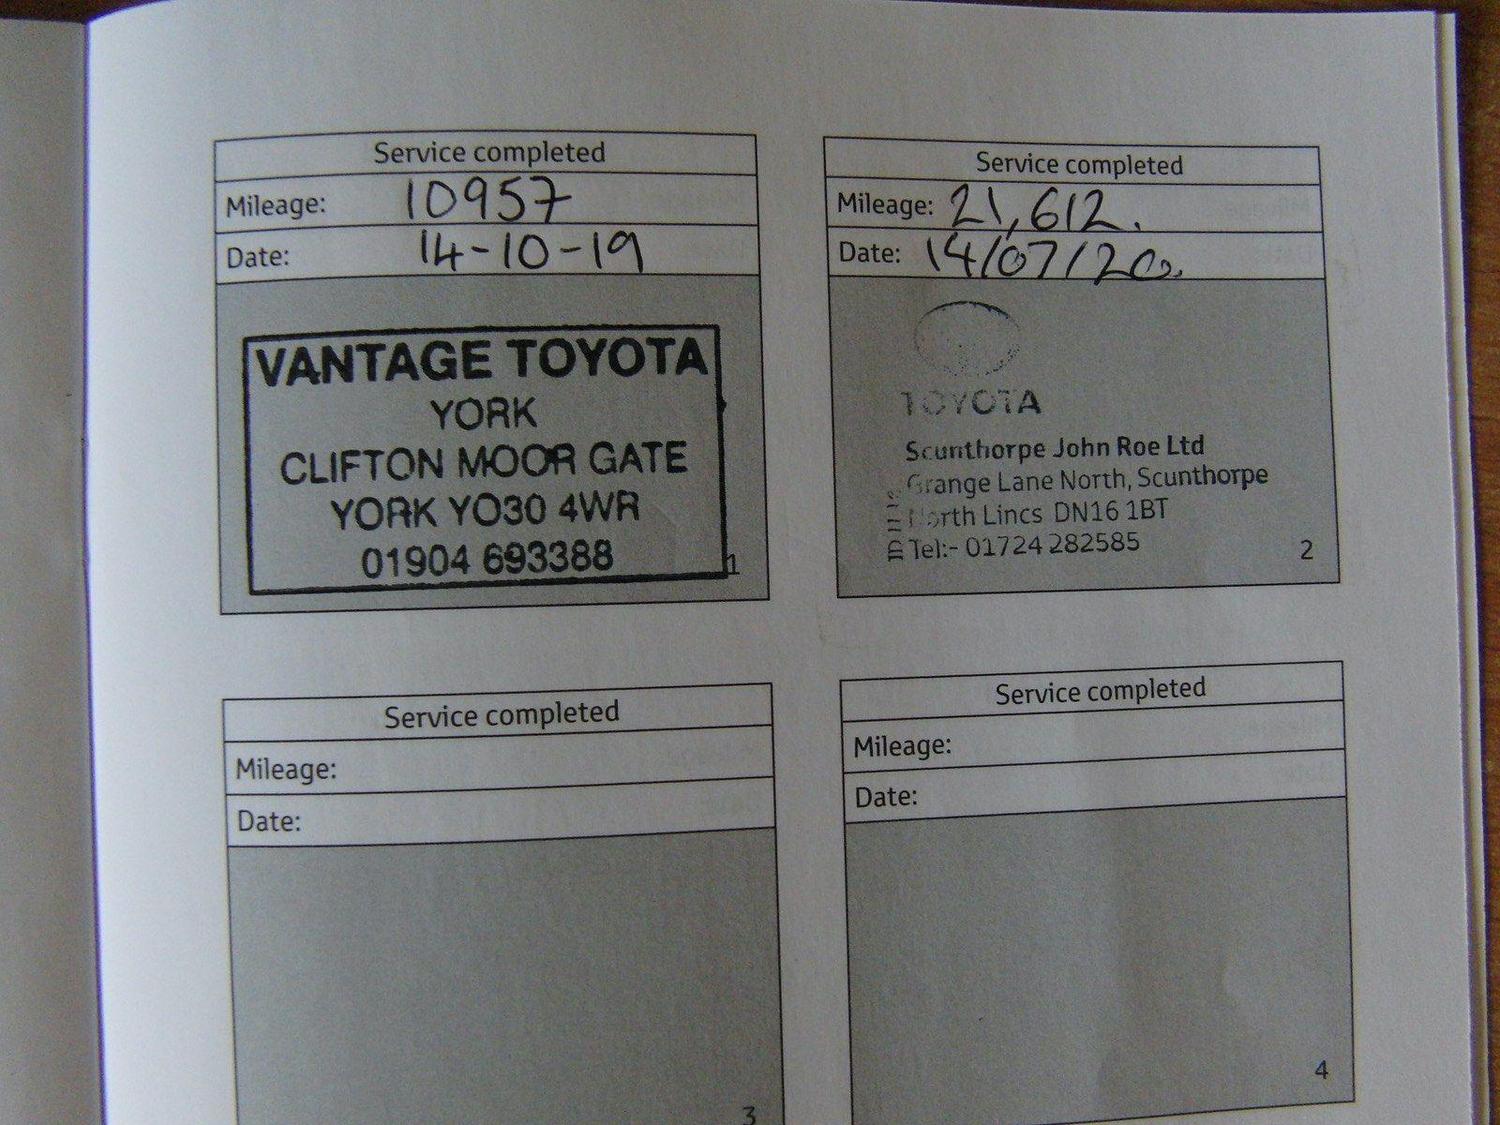 Service completed
Mileage: 10957
Date: 14-10-19
VANTAGE TOYOTA
YORK
CLIFTON MOOR GATE
YORK YO30 4WR
01904 693388
1
Service completed
Mileage: 21,612.
Date: 14/07/20.
TOYOTA
Scunthorpe John Roe Ltd
Grange Lane North, Scunthorpe
North Lincs DN16 1BT
Tel:- 01724 282585
2
Service completed
Mileage:
Date:
3
Service completed
Mileage:
Date:
4